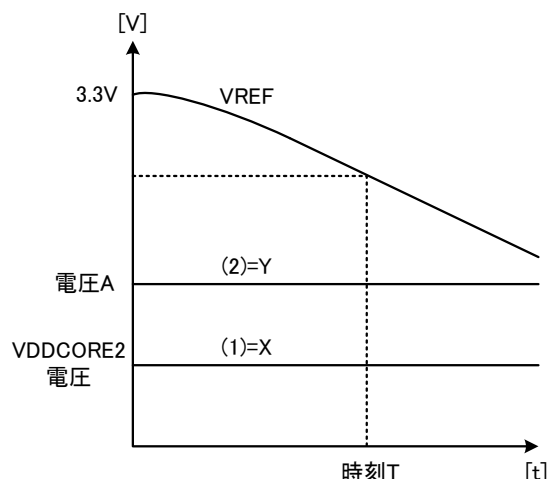 [V]
3.3V
VREF
(2)=Y
電圧A
(1)=X
VDDCORE2
電圧
時刻T
[t]